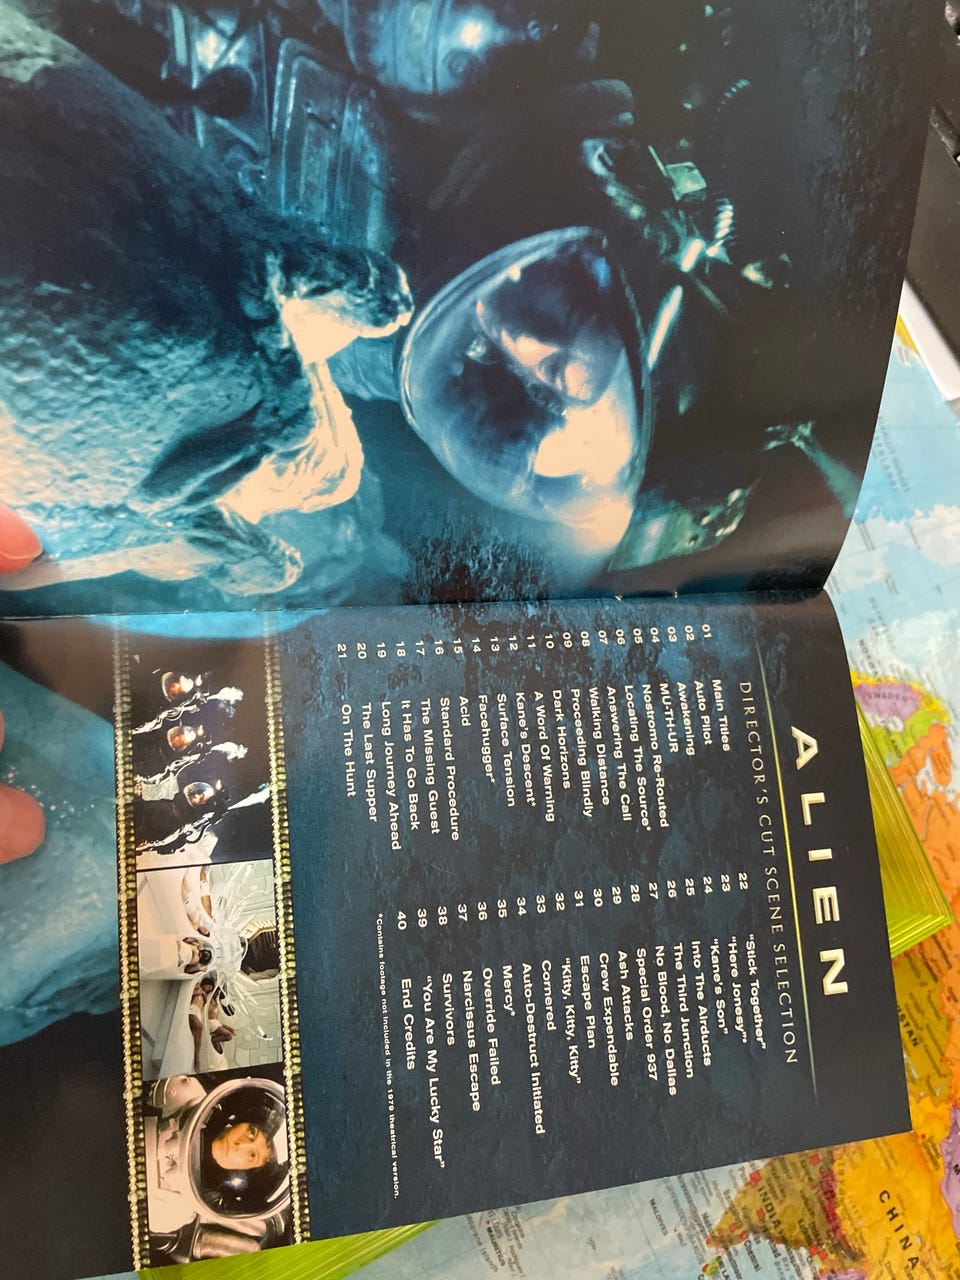 ALIEN
DIRECTOR'S CUT SCENE SELECTION
01 Main Titles
02 Auto Pilot
03 Awakening
04 MU-TH-UR
05 Nostromo Re-Routed
06 Locating The Source*
07 Answering The Call
08 Walking Distance
09 Proceeding Blindly
10 Dark Horizons
11 A Word Of Warning
12 Kane's Descent*
13 Surface Tension
14 Facehugger*
15 Acid
16 Standard Procedure
17 The Missing Guest
18 It Has To Go Back
19 Long Journey Ahead
20 The Last Supper
21 On The Hunt
22 "Stick Together"
23 "Here Jonesy"*
24 "Kane's Son"
25 Into The Airducts
26 The Third Junction
27 No Blood, No Dallas
28 Special Order 937
29 Ash Attacks
30 Crew Expendable
31 Escape Plan
32 "Kitty, Kitty, Kitty"
33 Cornered
34 Auto-Destruct Initiated
35 Mercy*
36 Override Failed
37 Narcissus Escape
38 Survivors
39 "You Are My Lucky Star"
40 End Credits
*Contains footage not included in the 1979 theatrical version.
SWEDEN
CHINA
INDIA
MALDIVES
MAURITIUS